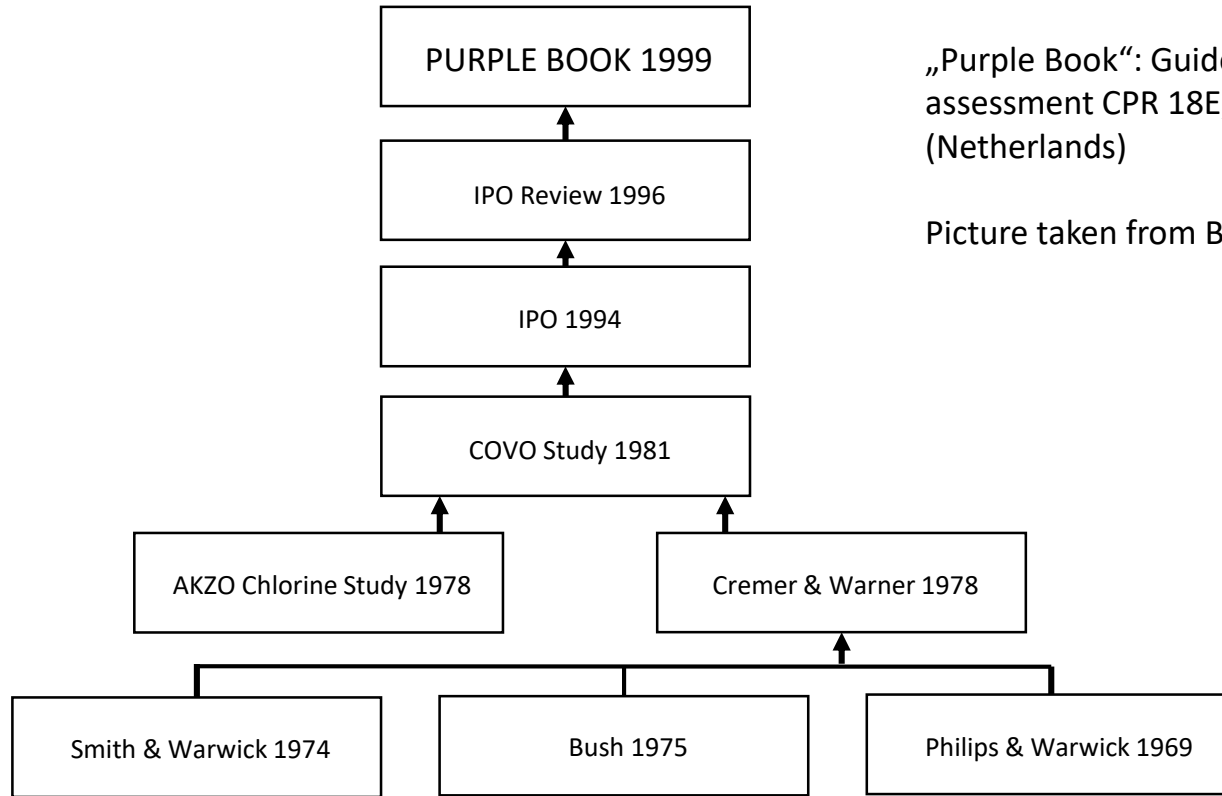 PURPLE BOOK 1999
„Purple Book“:
assessment CPR 18E
(Netherlands)
Picture taken from
IPO Review 1996
IPO 1994
COVO Study 1981
AKZO Chlorine Study 1978
Cremer & Warner 1978
Smith & Warwick 1974
Bush 1975
Philips & Warwick 1969